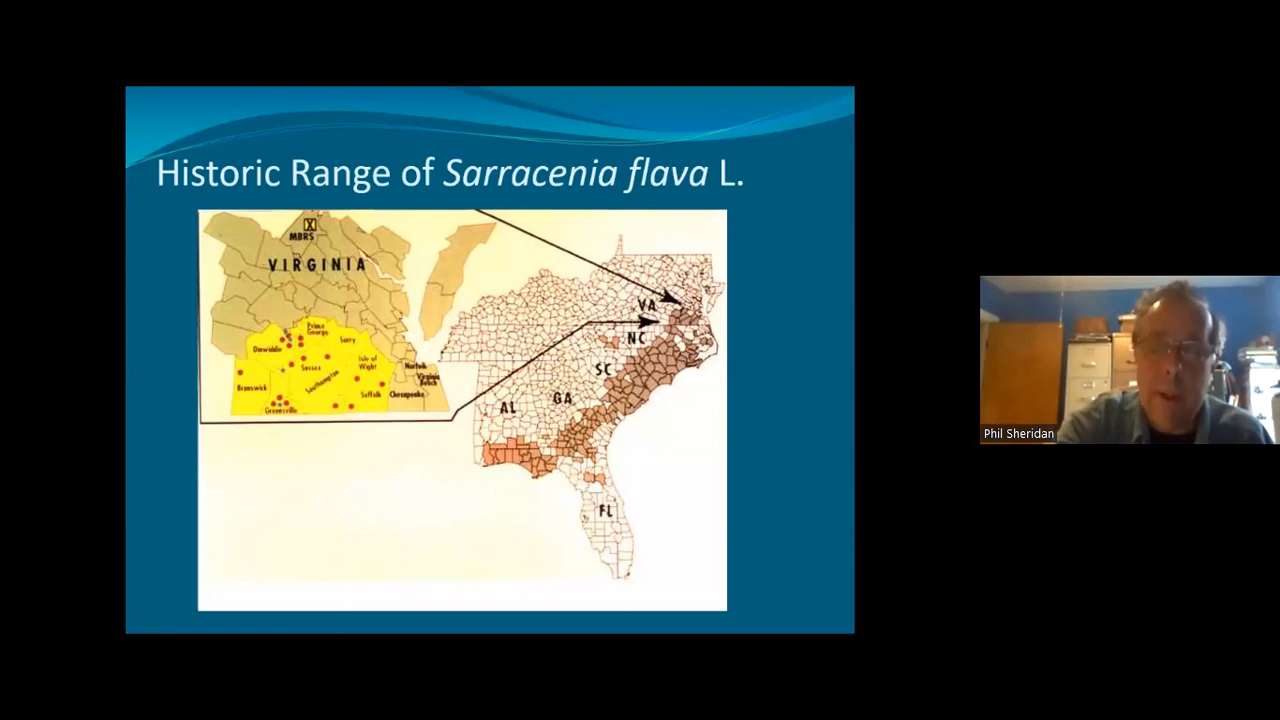 Historic Range of Sarracenia flava L.
X
MBRS
VIRGINIA
Prince
George
Surry
Dinwiddie
Sussex
Isle of
Wight
Southampton
Brunswick
Suffolk
Greensville
Norfolk
Virginia
Beach
Chesapeake
VA
NC
SC
GA
AL
FL
Phil Sheridan